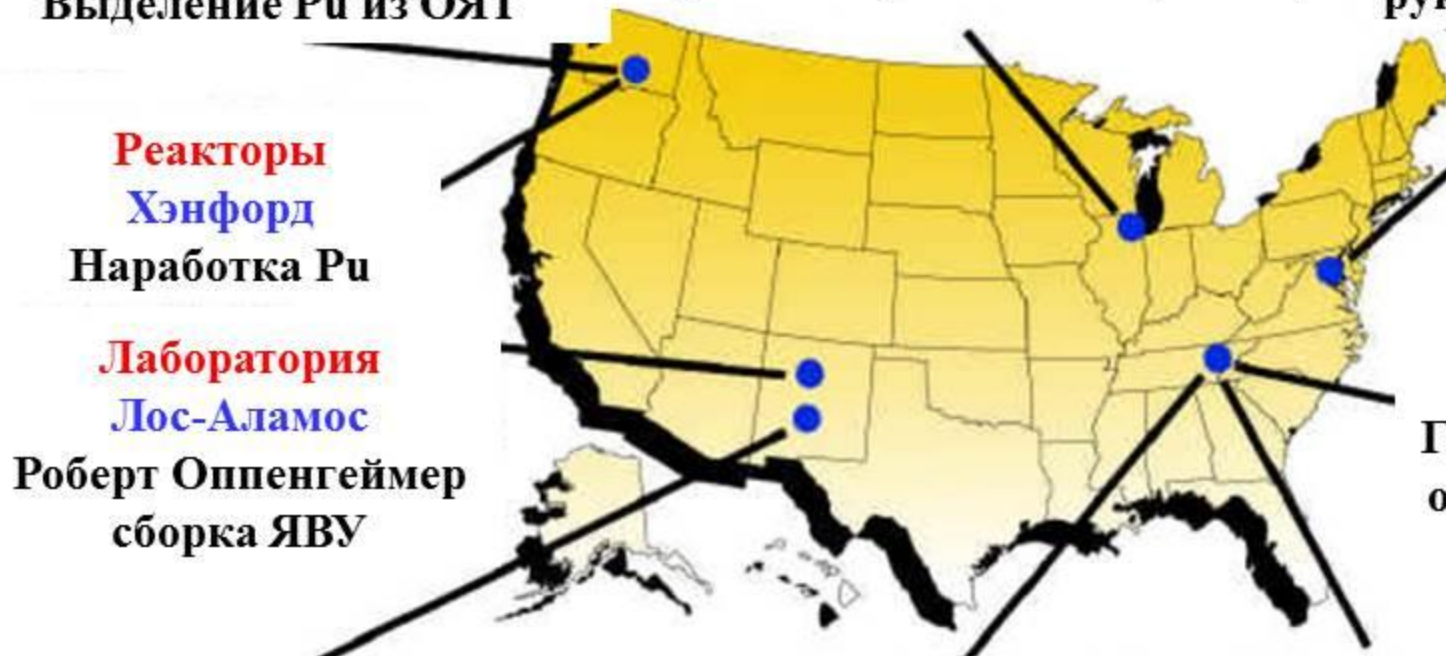 Выделение Pu из ОЯТ
Реакторы
Хэнфорд
Наработка Pu
Лаборатория
Лос-Аламос
Роберт Оппенгеймер
сборка ЯВУ